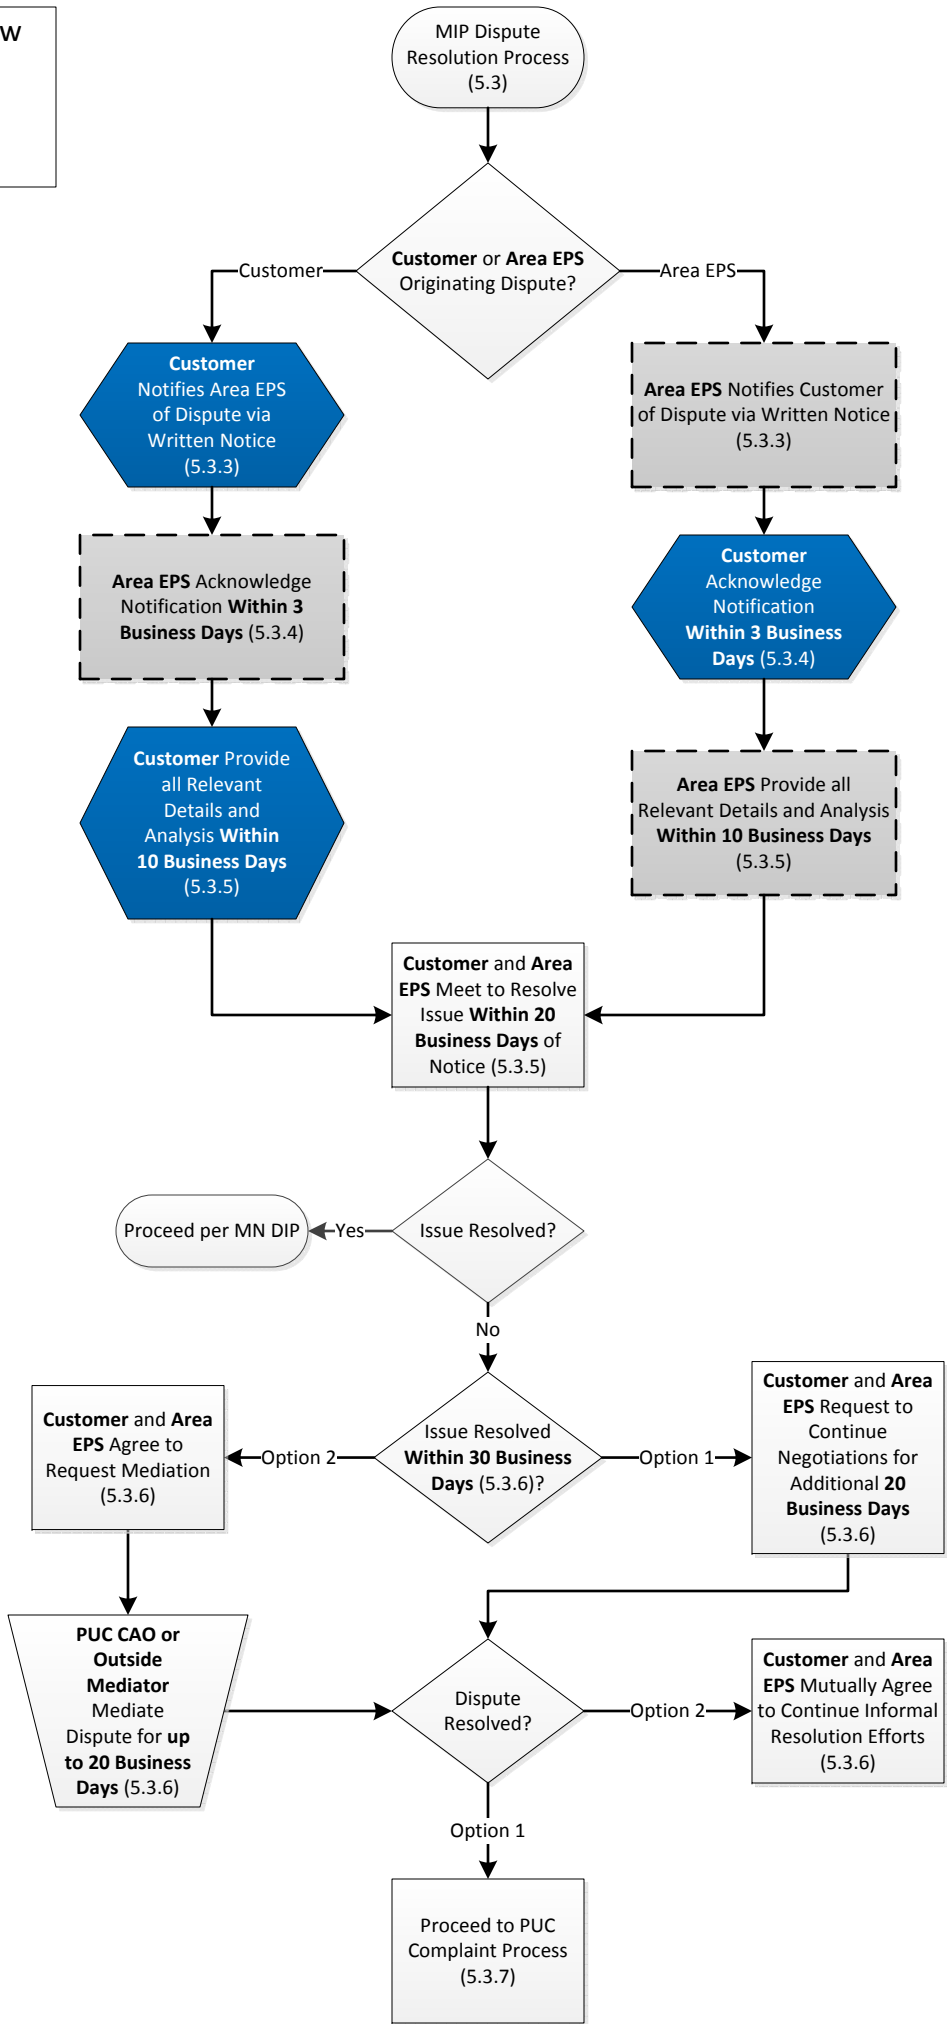 w
MIP Dispute
Resolution Process
(5.3)
Customer or Area EPS
Originating Dispute?
Customer
Area EPS
Customer
Notifies Area EPS
of Dispute via
Written Notice
(5.3.3)
Area EPS Notifies Customer
of Dispute via Written Notice
(5.3.3)
Area EPS Acknowledge
Notification Within 3
Business Days (5.3.4)
Customer
Acknowledge
Notification
Within 3 Business
Days (5.3.4)
Customer Provide
all Relevant
Details and
Analysis Within
10 Business Days
(5.3.5)
Area EPS Provide all
Relevant Details and Analysis
Within 10 Business Days
(5.3.5)
Customer and Area
EPS Meet to Resolve
Issue Within 20
Business Days of
Notice (5.3.5)
Proceed per MN DIP
Yes
Issue Resolved?
No
Customer and Area
EPS Agree to
Request Mediation
(5.3.6)
Option 2
Issue Resolved
Within 30 Business
Days (5.3.6)?
Option 1
Customer and Area
EPS Request to
Continue
Negotiations for
Additional 20
Business Days
(5.3.6)
PUC CAO or
Outside
Mediator
Mediate
Dispute for up
to 20 Business
Days (5.3.6)
Dispute
Resolved?
Option 2
Customer and Area
EPS Mutually Agree
to Continue Informal
Resolution Efforts
(5.3.6)
Option 1
Proceed to PUC
Complaint Process
(5.3.7)